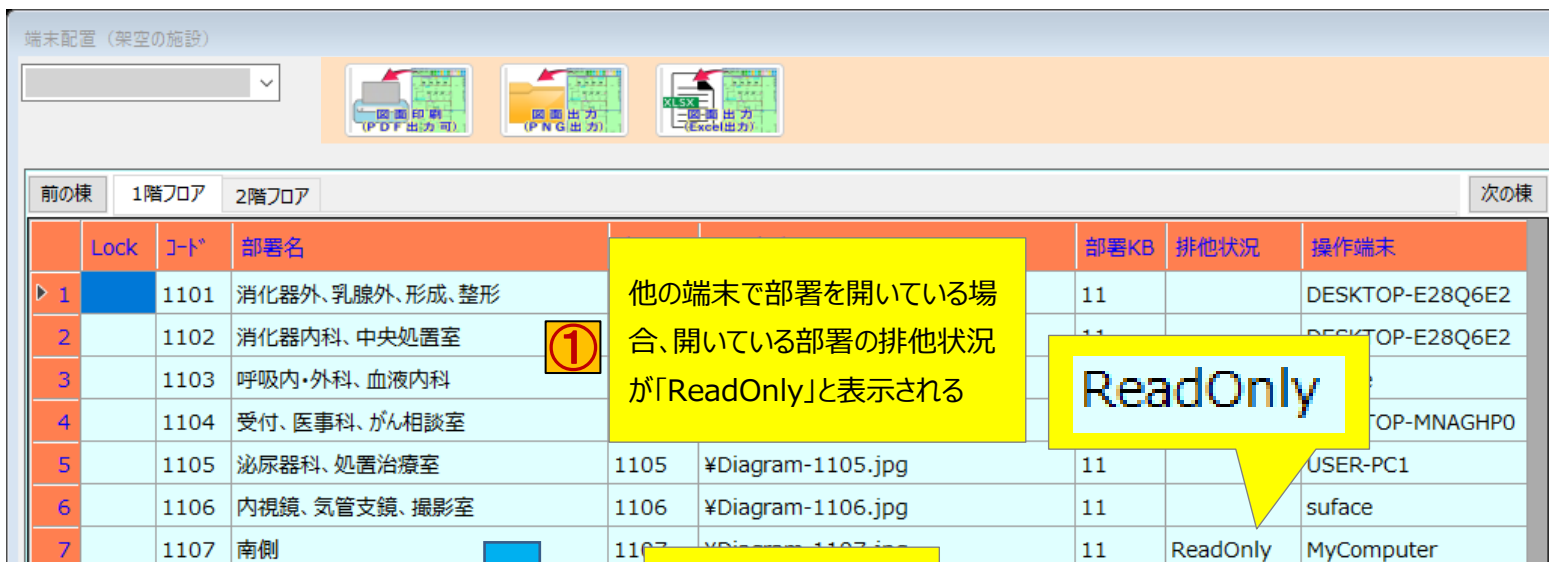 端末配置（架空の施設）
図面印刷
(PDF出力可)
図面出力
(PNG出力)
XLSX
図面出力
(Excel出力)
前の棟 1階フロア 2階フロア 次の棟
Lock ｺｰﾄﾞ 部署名 部署KB 排他状況 操作端末
1 1101 消化器外、乳腺外、形成、整形 11 DESKTOP-E28Q6E2
2 1102 消化器内科、中央処置室 11 DESKTOP-E28Q6E2
3 1103 呼吸内・外科、血液内科
4 1104 受付、医事科、がん相談室 TOP-MNAGHP0
5 1105 泌尿器科、処置治療室 1105 ¥Diagram-1105.jpg 11 USER-PC1
6 1106 内視鏡、気管支鏡、撮影室 1106 ¥Diagram-1106.jpg 11 suface
7 1107 南側 1107 ¥Diagram-1107.jpg 11 ReadOnly MyComputer
①
他の端末で部署を開いている場
合、開いている部署の排他状況
が「ReadOnly」と表示される
ReadOnly